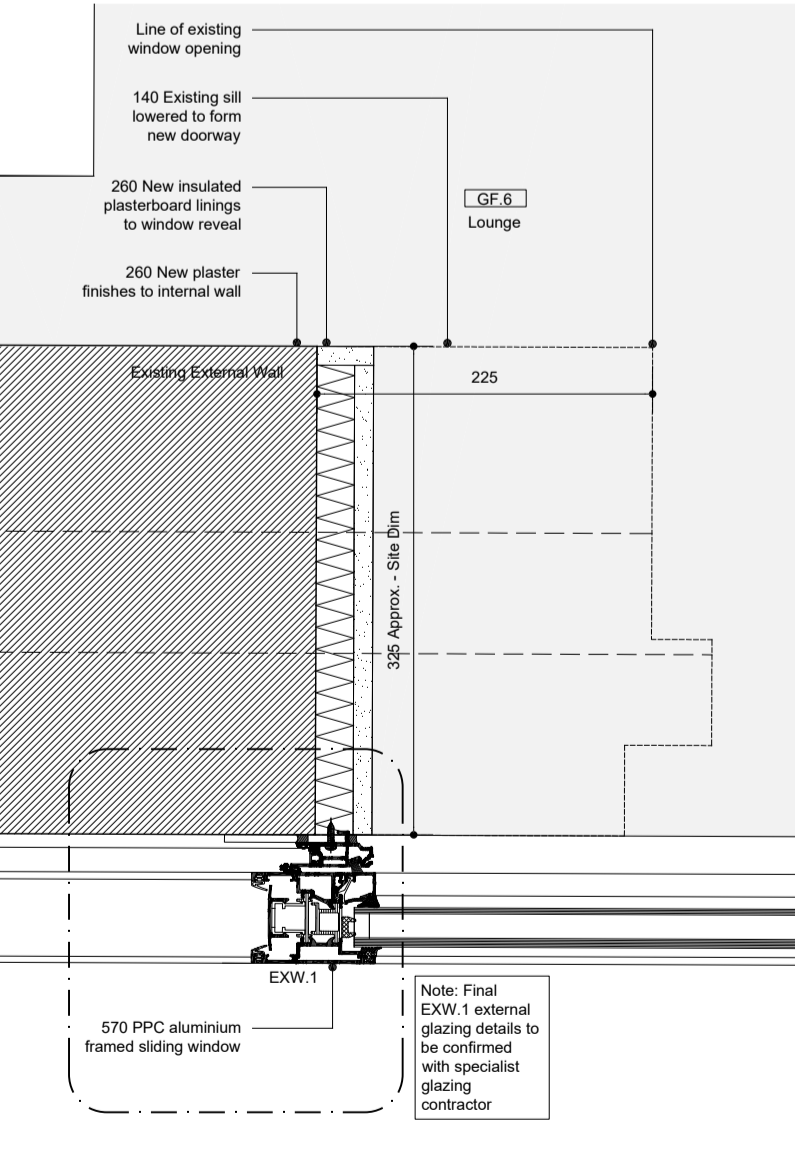 Line of existing
window opening
140 Existing sill
lowered to form
new doorway
260 New insulated
plasterboard linings
to window reveal
GF.6
Lounge
260 New plaster
finishes to internal wall
Existing External Wall
225
325 Approx. - Site Dim
EXW.1
570 PPC aluminium
framed sliding window
Note: Final
EXW.1 external
glazing details to
be confirmed
with specialist
glazing
contractor